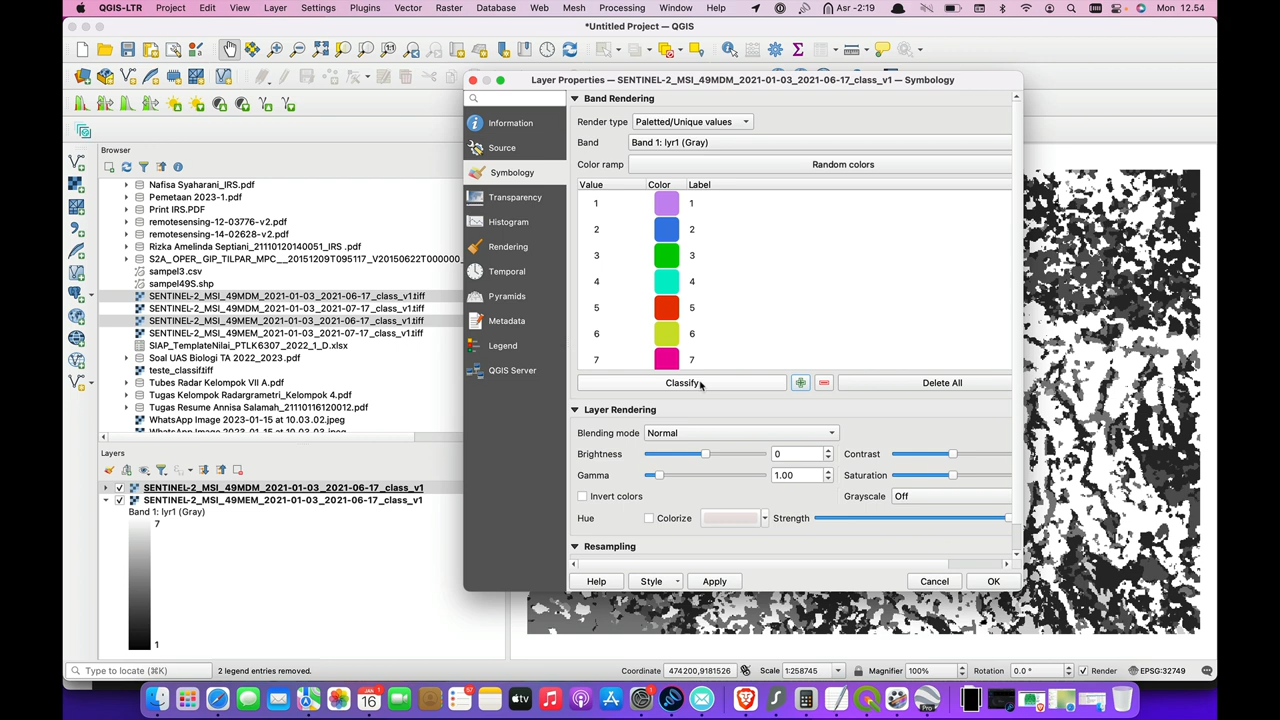 QGIS-LTR Project Edit View Layer Settings Plugins Vector Raster Database Web Mesh Processing Window Help Asr -2:19 Mon 12.54
*Untitled Project — QGIS
Layer Properties — SENTINEL-2_MSI_49MDM_2021-01-03_2021-06-17_class_v1 — Symbology
Browser
Nafisa Syaharani_IRS.pdf
Pemetaan 2023-1.pdf
Print IRS.PDF
remotesensing-12-03776-v2.pdf
remotesensing-14-02628-v2.pdf
Rizka Amelinda Septiani_21110120140051_IRS .pdf
S2A_OPER_GIP_TILPAR_MPC__20151209T095117_V20150622T000000_
sampel3.csv
sampel49S.shp
SENTINEL-2_MSI_49MDM_2021-01-03_2021-06-17_class_v1.tiff
SENTINEL-2_MSI_49MDM_2021-01-03_2021-07-17_class_v1.tiff
SENTINEL-2_MSI_49MEM_2021-01-03_2021-06-17_class_v1.tiff
SENTINEL-2_MSI_49MEM_2021-01-03_2021-07-17_class_v1.tiff
SIAP_TemplateNilai_PTLK6307_2022_1_D.xlsx
Soal UAS Biologi TA 2022_2023.pdf
teste_classif.tiff
Tubes Radar Kelompok VII A.pdf
Tugas Kelompok Radargrametri_Kelompok 4.pdf
Tugas Resume Annisa Salamah_21110116120012.pdf
WhatsApp Image 2023-01-15 at 10.03.02.jpeg
WhatsApp Image 2023-01-15 at 10.03.03.jpeg
Layers
SENTINEL-2_MSI_49MDM_2021-01-03_2021-06-17_class_v1
SENTINEL-2_MSI_49MEM_2021-01-03_2021-06-17_class_v1
Band 1: lyr1 (Gray)
7
1
Information
Source
Symbology
Transparency
Histogram
Rendering
Temporal
Pyramids
Metadata
Legend
QGIS Server
Band Rendering
Render type Paletted/Unique values
Band Band 1: lyr1 (Gray)
Color ramp Random colors
Value Color Label
1 1
2 2
3 3
4 4
5 5
6 6
7 7
Classify Delete All
Layer Rendering
Blending mode Normal
Brightness 0 Contrast
Gamma 1.00 Saturation
Invert colors Grayscale Off
Hue Colorize Strength
Resampling
Help Style Apply Cancel OK
Type to locate (⌘K) 2 legend entries removed. Coordinate 474200,9181526 Scale 1:258745 Magnifier 100% Rotation 0.0 ° Render EPSG:32749